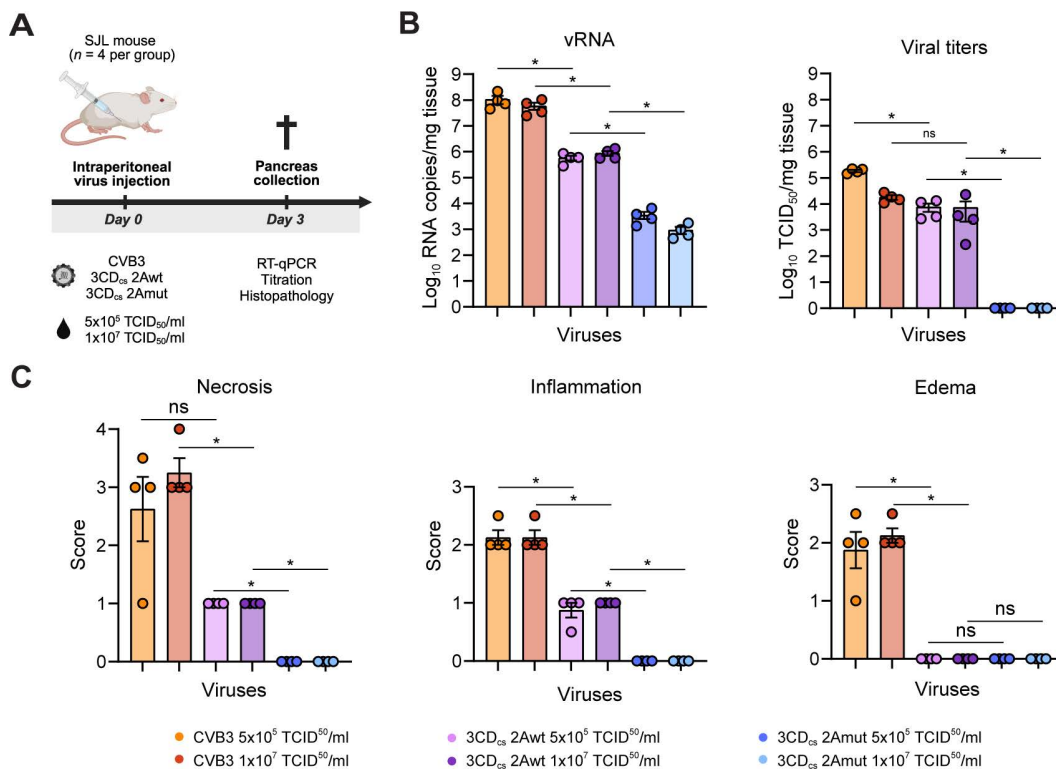 A
SJL mouse
(n = 4 per group)
Intraperitoneal
virus injection
Pancreas
collection
Day 0
Day 3
CVB3
3CDcs 2Awt
3CDcs 2Amut
RT-qPCR
Titration
Histopathology
5x10⁵ TCID₅₀/ml
1x10⁷ TCID₅₀/ml
B
vRNA
Log₁₀ RNA copies/mg tissue
9
8
7
6
5
4
3
2
1
0
*
*
*
*
Viruses
Viral titers
Log₁₀ TCID₅₀/mg tissue
9
8
7
6
5
4
3
2
1
0
*
ns
*
*
Viruses
C
Necrosis
Score
4
3
2
1
0
ns
*
*
*
Viruses
Inflammation
Score
3
2
1
0
*
*
*
*
Viruses
Edema
Score
3
2
1
0
*
*
ns
ns
Viruses
CVB3 5x10⁵ TCID⁵⁰/ml
CVB3 1x10⁷ TCID⁵⁰/ml
3CDcs 2Awt 5x10⁵ TCID⁵⁰/ml
3CDcs 2Awt 1x10⁷ TCID⁵⁰/ml
3CDcs 2Amut 5x10⁵ TCID⁵⁰/ml
3CDcs 2Amut 1x10⁷ TCID⁵⁰/ml